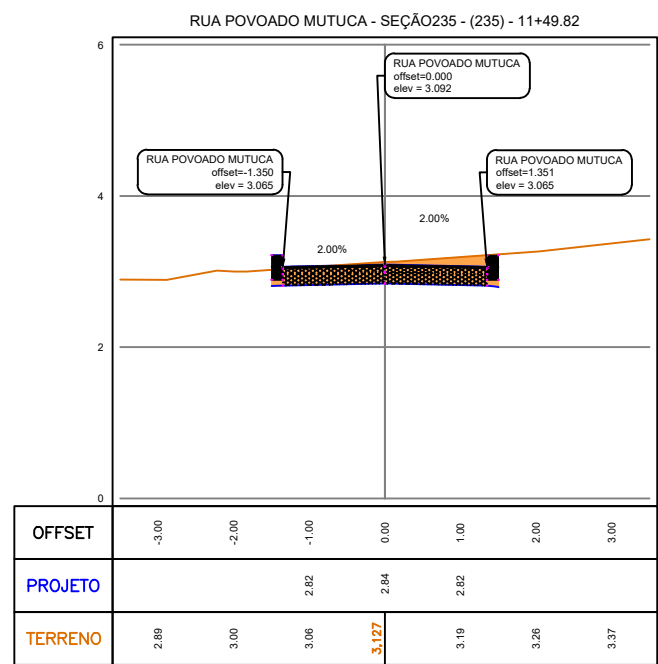 RUA POVOADO MUTUCA - SEÇÃO235 - (235) - 11+49.82
6
RUA POVOADO MUTUCA
offset=0.000
elev = 3.092
RUA POVOADO MUTUCA
offset=-1.350
elev = 3.065
RUA POVOADO MUTUCA
offset=1.351
elev = 3.065
4
2.00%
2.00%
2
0
OFFSET -3.00 -2.00 -1.00 0.00 1.00 2.00 3.00
PROJETO 2.82 2.84 2.82
TERRENO 2.89 3.00 3.06 3.127 3.19 3.26 3.37